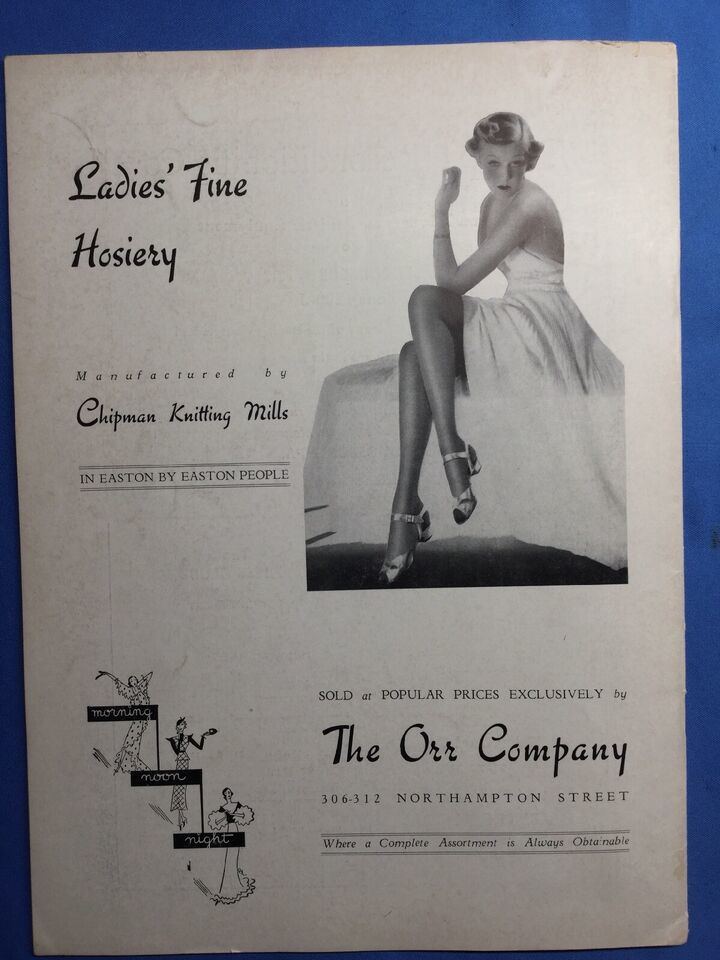 Ladies' Fine
Hosiery
Manufactured by
Chipman Knitting Mills
IN EASTON BY EASTON PEOPLE
morning
noon
night
SOLD at POPULAR PRICES EXCLUSIVELY by
The Orr Company
306-312 NORTHAMPTON STREET
Where a Complete Assortment is Always Obtainable